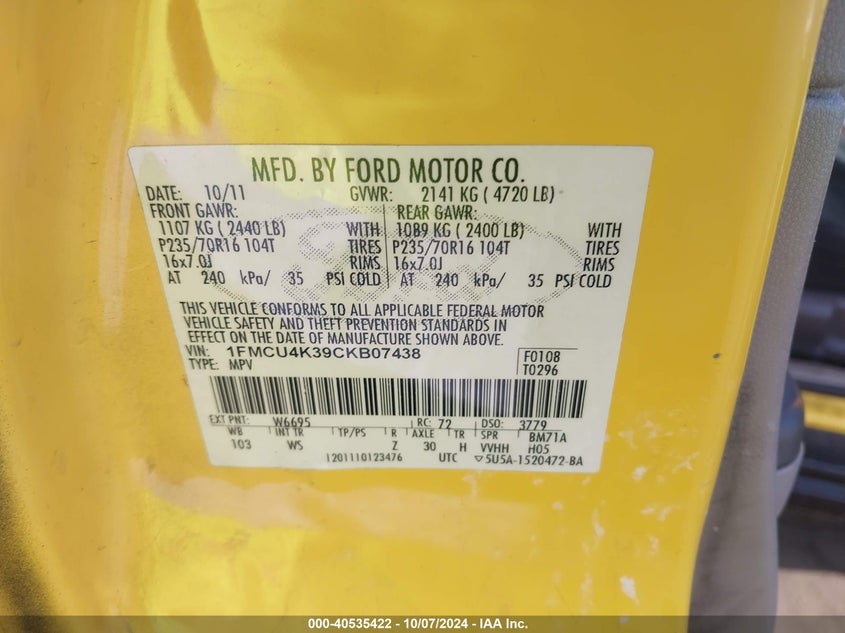 MFD. BY FORD MOTOR CO.
DATE: 10/11 GVWR: 2141 KG ( 4720 LB)
FRONT GAWR: REAR GAWR:
1107 KG ( 2440 LB) WITH 1089 KG ( 2400 LB) WITH
P235/70R16 104T TIRES P235/70R16 104T TIRES
16x7.0J RIMS 16x7.0J RIMS
AT 240 kPa/ 35 PSI COLD AT 240 kPa/ 35 PSI COLD
THIS VEHICLE CONFORMS TO ALL APPLICABLE FEDERAL MOTOR
VEHICLE SAFETY AND THEFT PREVENTION STANDARDS IN
EFFECT ON THE DATE OF MANUFACTURE SHOWN ABOVE.
VIN: 1FMCU4K39CKB07438 F0108
TYPE: MPV T0296
EXT PNT: W6695 RC: 72 DSO: 3779
WB INT TR TP/PS R AXLE TR SPR BM71A
103 WS Z 30 H VVHH H05
1201110123476 UTC ▽5U5A-1520472-BA
000-40535422 - 10/07/2024 - IAA Inc.